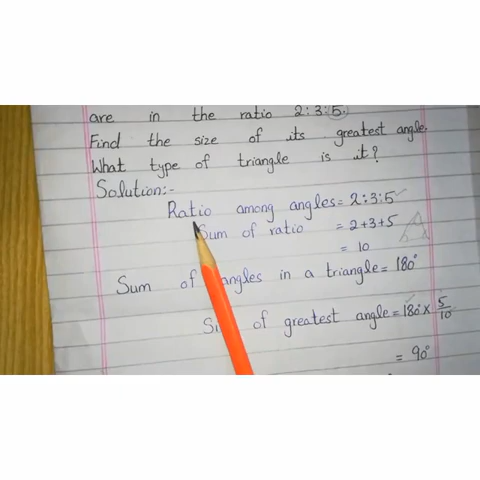 are in the ratio 2:3:5.
Find the size of its greatest angle.
What type of triangle is it?
Solution:-
Ratio among angles = 2:3:5
Sum of ratio = 2+3+5
= 10
Sum of angles in a triangle = 180°
of greatest angle = 180 × 5/10
= 90°